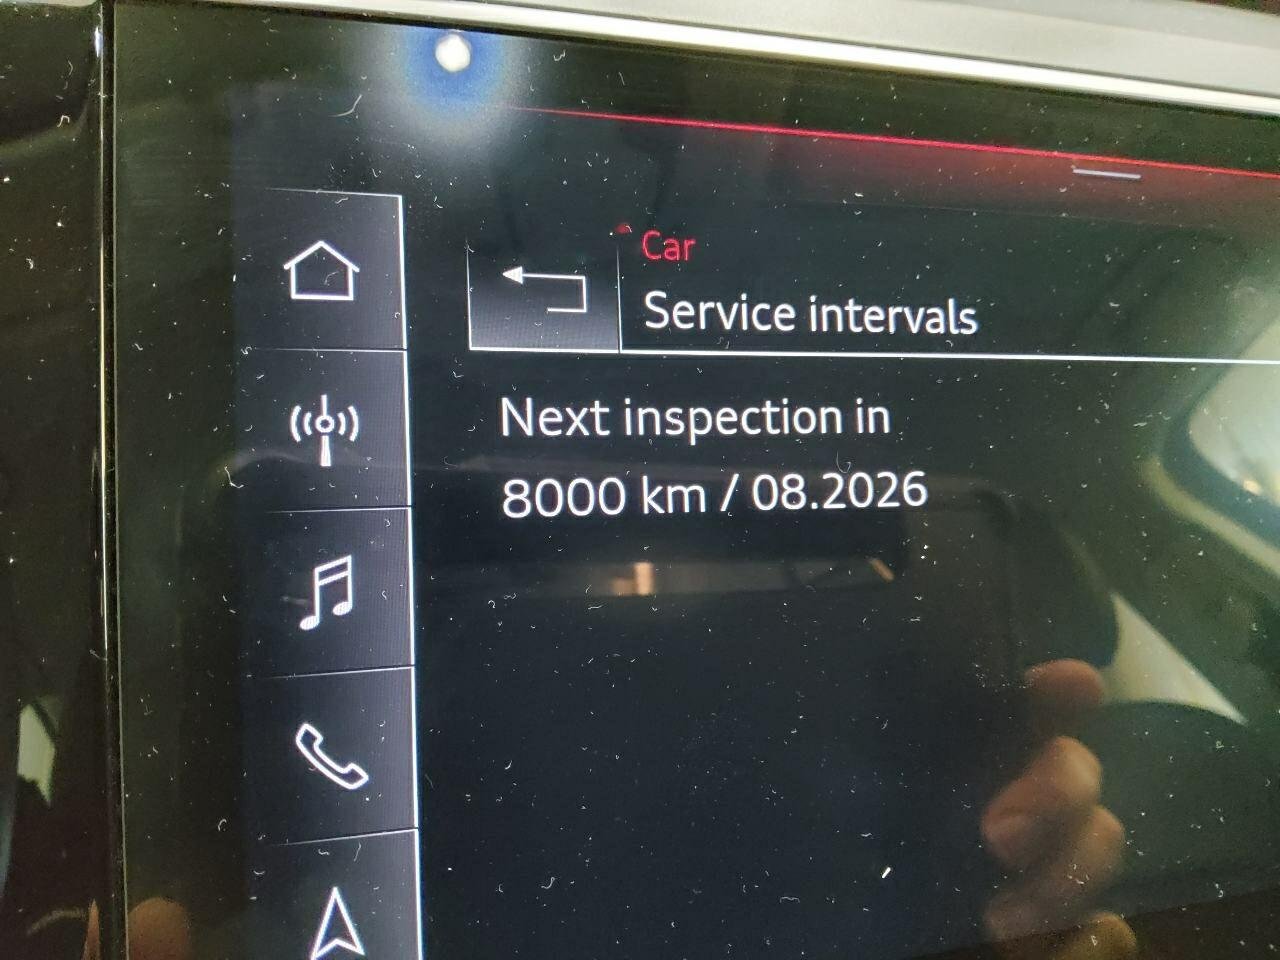 Car
Service intervals
Next inspection in
8000 km / 08.2026